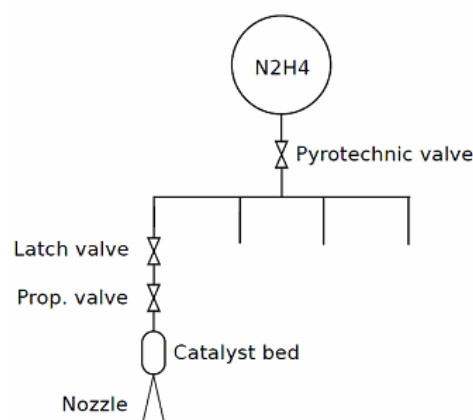 N2H4
Pyrotechnic valve
Latch valve
Prop. valve
Catalyst bed
Nozzle